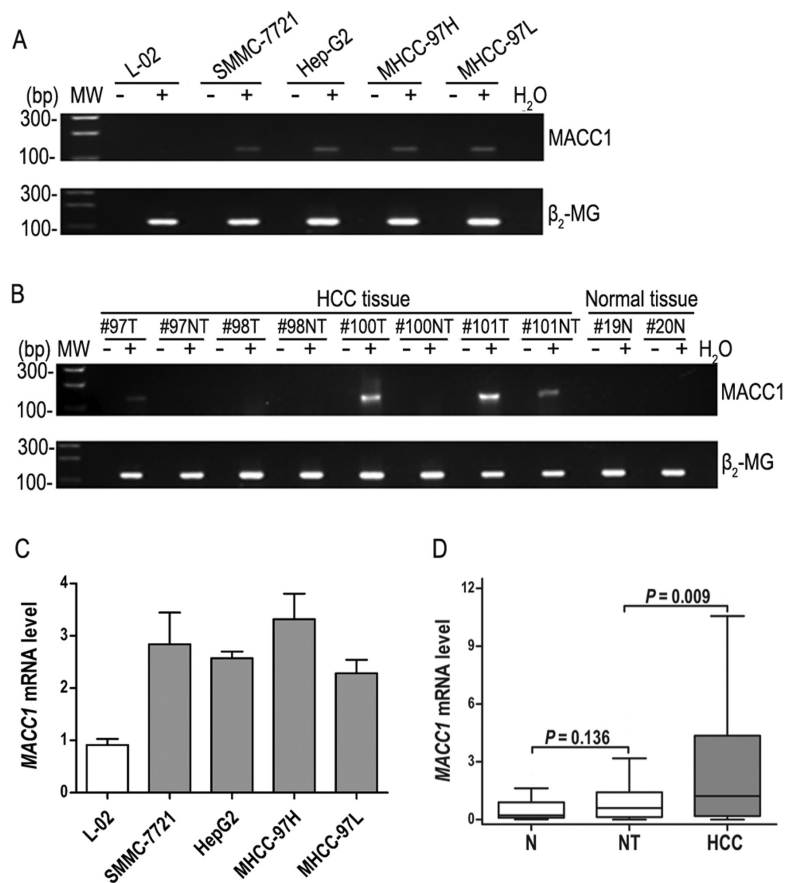 A
L-02 SMMC-7721 Hep-G2 MHCC-97H MHCC-97L
(bp) MW - + - + - + - + - + H₂O
300-
100-
MACC1
300-
100-
β₂-MG
B
HCC tissue Normal tissue
#97T #97NT #98T #98NT #100T #100NT #101T #101NT #19N #20N
(bp) MW - + - + - + - + - + - + - + - + - + - + H₂O
300-
100-
MACC1
300-
100-
β₂-MG
C
MACC1 mRNA level
4
3
2
1
0
L-02 SMMC-7721 HepG2 MHCC-97H MHCC-97L
D
MACC1 mRNA level
12
9
6
3
0
P = 0.009
P = 0.136
N NT HCC